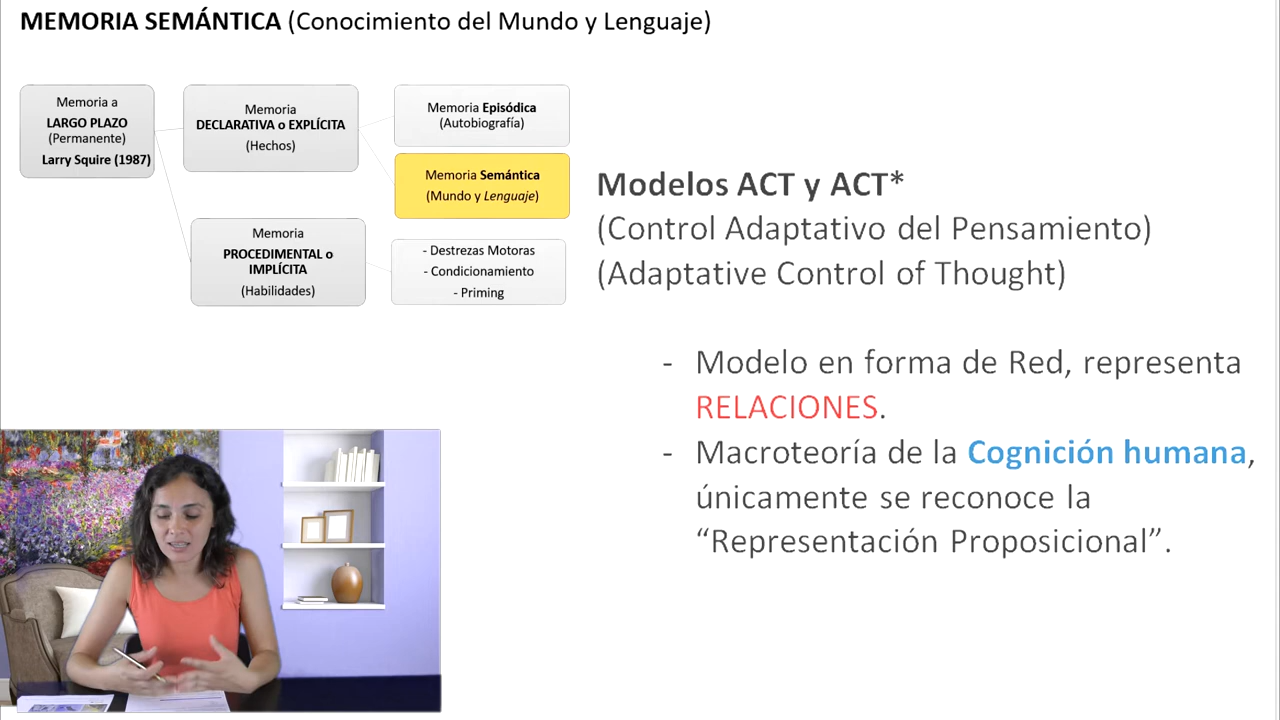 MEMORIA SEMÁNTICA (Conocimiento del Mundo y Lenguaje)
Memoria a
LARGO PLAZO
(Permanente)
Larry Squire (1987)
Memoria
DECLARATIVA o EXPLÍCITA
(Hechos)
Memoria Episódica
(Autobiografía)
Memoria Semántica
(Mundo y Lenguaje)
Memoria
PROCEDIMENTAL o
IMPLÍCITA
(Habilidades)
- Destrezas Motoras
- Condicionamiento
- Priming
Modelos ACT y ACT*
(Control Adaptativo del Pensamiento)
(Adaptative Control of Thought)
- Modelo en forma de Red, representa
RELACIONES.
- Macroteoría de la Cognición humana,
únicamente se reconoce la
“Representación Proposicional”.